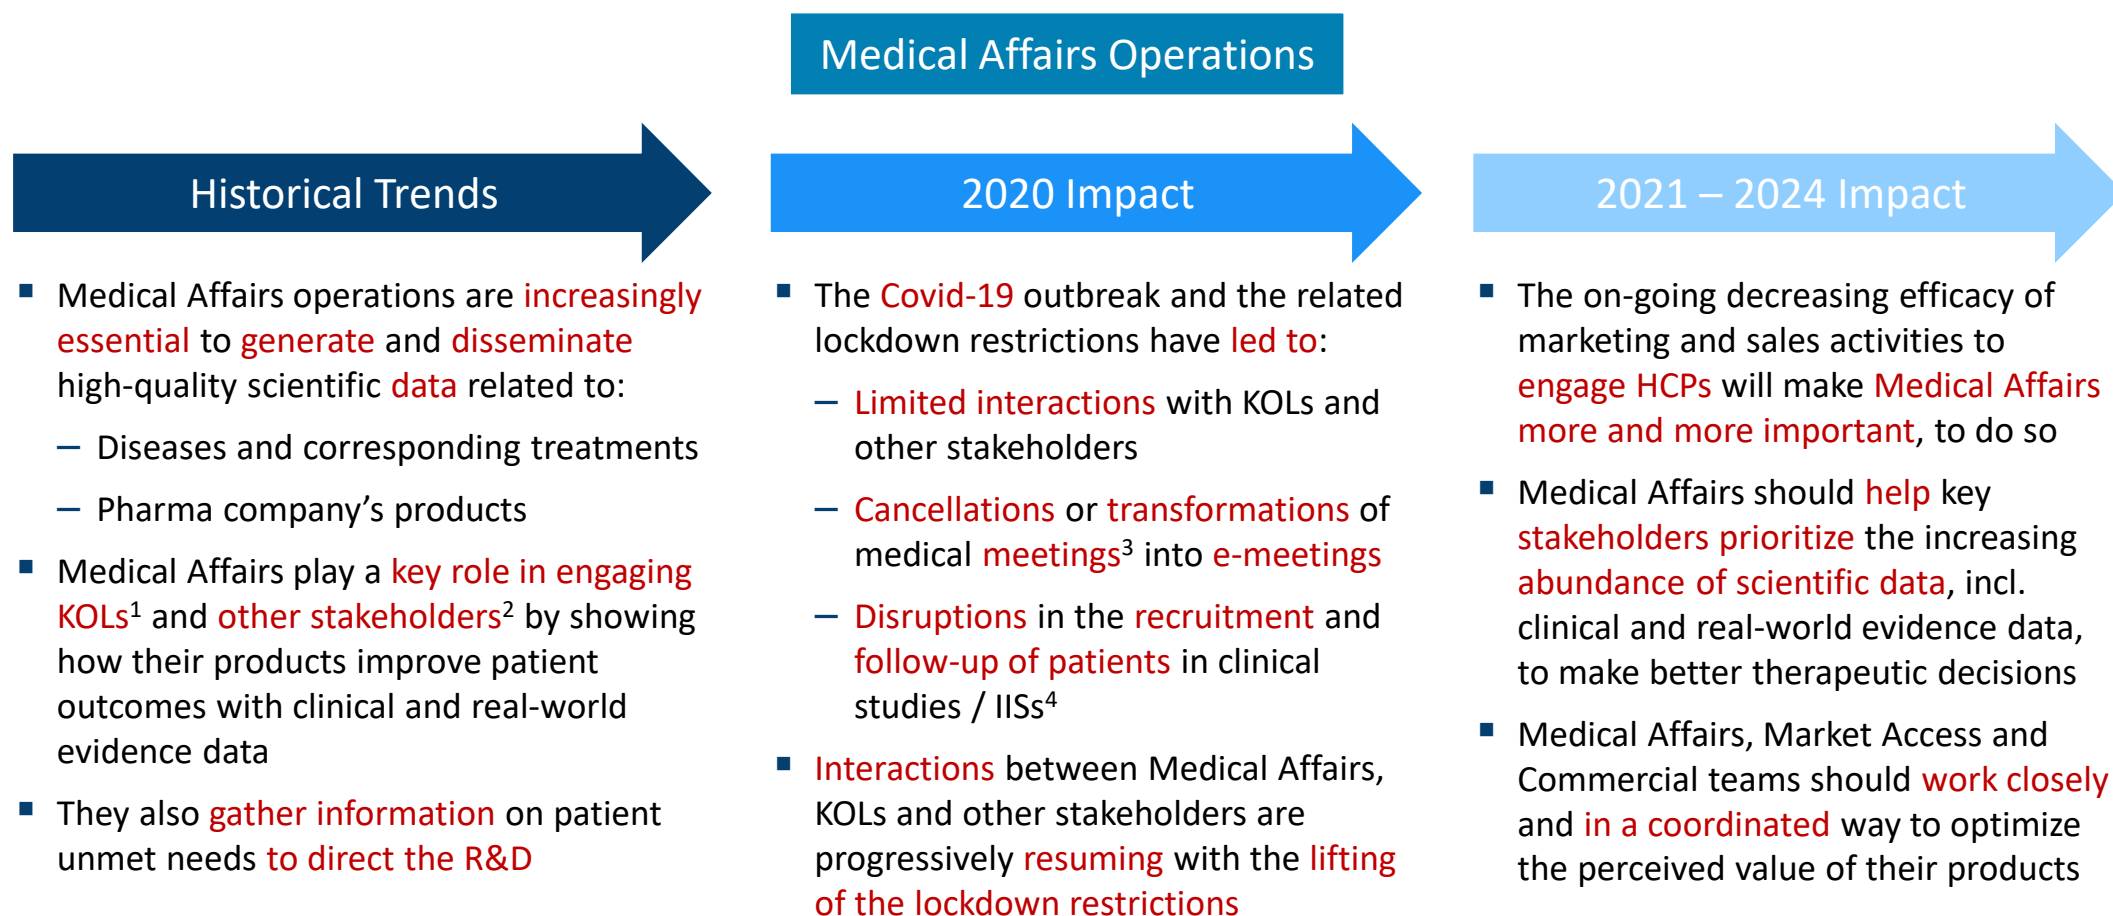 Medical Affairs Operations
Historical Trends
▪ Medical Affairs operations are increasingly
essential to generate and disseminate
high-quality scientific data related to:
– Diseases and corresponding treatments
– Pharma company’s products
▪ Medical Affairs play a key role in engaging
KOLs¹ and other stakeholders² by showing
how their products improve patient
outcomes with clinical and real-world
evidence data
▪ They also gather information on patient
unmet needs to direct the R&D
2020 Impact
▪ The Covid-19 outbreak and the related
lockdown restrictions have led to:
– Limited interactions with KOLs and
other stakeholders
– Cancellations or transformations of
medical meetings³ into e-meetings
– Disruptions in the recruitment and
follow-up of patients in clinical
studies / IISs⁴
▪ Interactions between Medical Affairs,
KOLs and other stakeholders are
progressively resuming with the lifting
of the lockdown restrictions
2021 – 2024 Impact
▪ The on-going decreasing efficacy of
marketing and sales activities to
engage HCPs will make Medical Affairs
more and more important, to do so
▪ Medical Affairs should help key
stakeholders prioritize the increasing
abundance of scientific data, incl.
clinical and real-world evidence data,
to make better therapeutic decisions
▪ Medical Affairs, Market Access and
Commercial teams should work closely
and in a coordinated way to optimize
the perceived value of their products